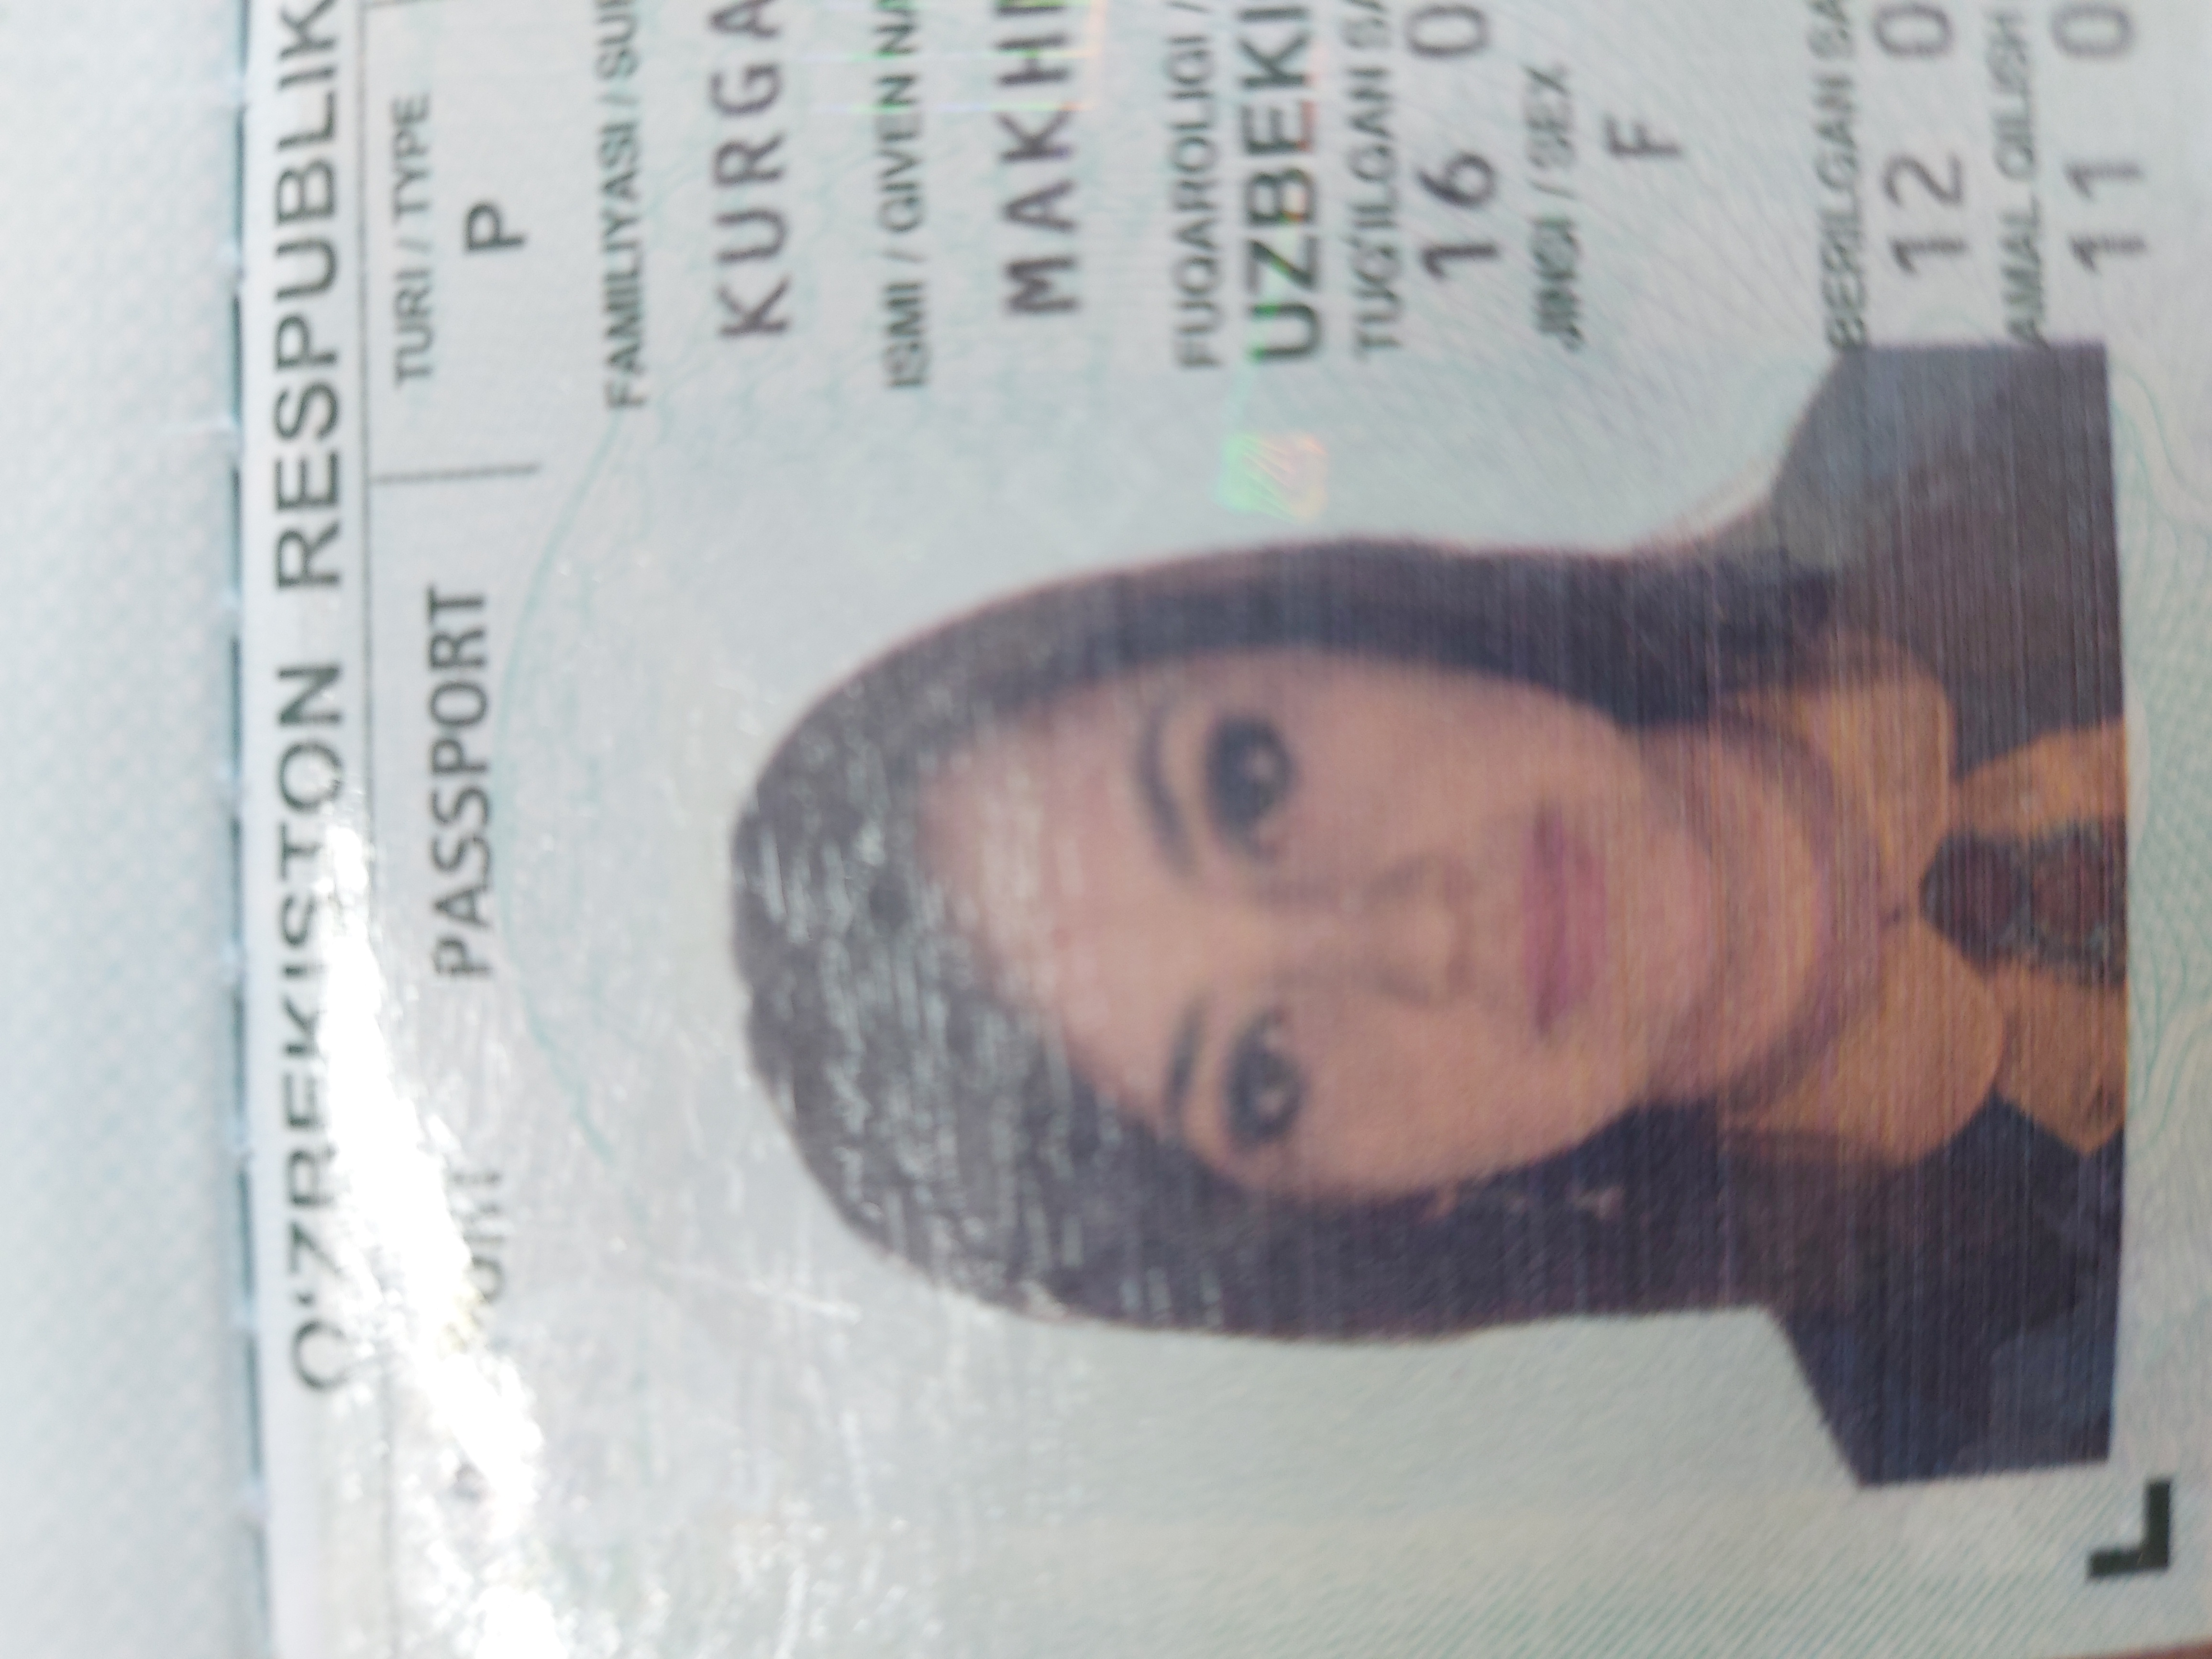 O‘ZBEKISTON RESPUBLIK
PASSPORT
TURI / TYPE
P
FAMILIYASI / SU
KURGA
ISMI / GIVEN NA
MAKH
FUQAROLIGI /
UZBEKI
TUG‘ILGAN SA
16 0
JINSI / SEX
F
BERILGAN SA
12 0
AMAL QILISH
11 0